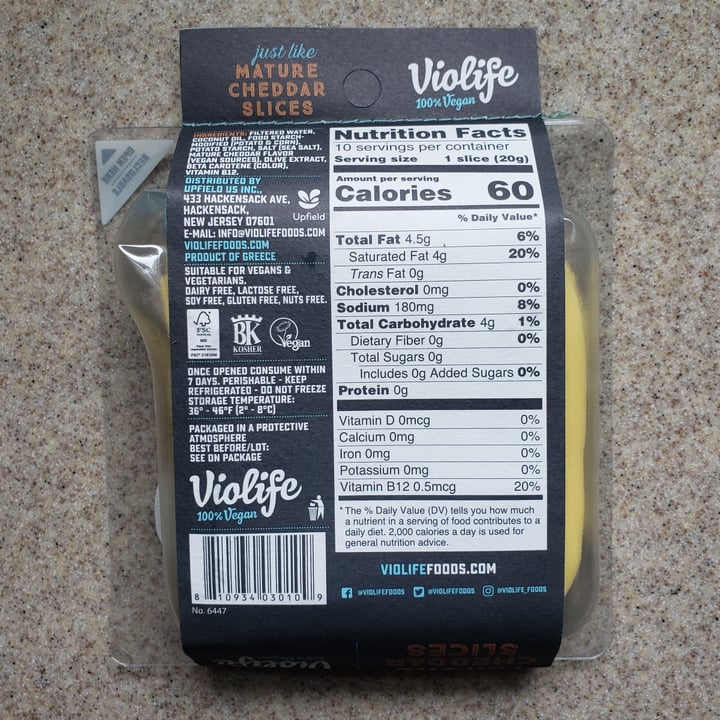 just like
MATURE
CHEDDAR
SLICES
Violife
100% Vegan
INGREDIENTS: FILTERED WATER,
COCONUT OIL, FOOD STARCH-
MODIFIED (POTATO & CORN),
POTATO STARCH, SALT (SEA SALT),
MATURE CHEDDAR FLAVOR
(VEGAN SOURCES), OLIVE EXTRACT,
BETA CAROTENE (COLOR),
VITAMIN B12.
DISTRIBUTED BY
UPFIELD US INC.,
433 HACKENSACK AVE,
HACKENSACK,
NEW JERSEY 07601
Upfield
E-MAIL: INFO@VIOLIFEFOODS.COM
VIOLIFEFOODS.COM
PRODUCT OF GREECE
SUITABLE FOR VEGANS &
VEGETARIANS.
DAIRY FREE, LACTOSE FREE,
SOY FREE, GLUTEN FREE, NUTS FREE.
FSC
MIX
BK
KOSHER
Vegan
ONCE OPENED CONSUME WITHIN
7 DAYS. PERISHABLE - KEEP
REFRIGERATED - DO NOT FREEZE
STORAGE TEMPERATURE:
36° - 46°F (2° - 8°C)
PACKAGED IN A PROTECTIVE
ATMOSPHERE
BEST BEFORE/LOT:
SEE ON PACKAGE
Violife
100% Vegan
8 10934 03010 9
No. 6447
Nutrition Facts
10 servings per container
Serving size 1 slice (20g)
Amount per serving
Calories 60
% Daily Value*
Total Fat 4.5g 6%
Saturated Fat 4g 20%
Trans Fat 0g
Cholesterol 0mg 0%
Sodium 180mg 8%
Total Carbohydrate 4g 1%
Dietary Fiber 0g 0%
Total Sugars 0g
Includes 0g Added Sugars 0%
Protein 0g
Vitamin D 0mcg 0%
Calcium 0mg 0%
Iron 0mg 0%
Potassium 0mg 0%
Vitamin B12 0.5mcg 20%
* The % Daily Value (DV) tells you how much
a nutrient in a serving of food contributes to a
daily diet. 2,000 calories a day is used for
general nutrition advice.
VIOLIFEFOODS.COM
@VIOLIFEFOODS @VIOLIFEFOODS @VIOLIFE_FOODS
CHEDDAR
SLICES
Violife